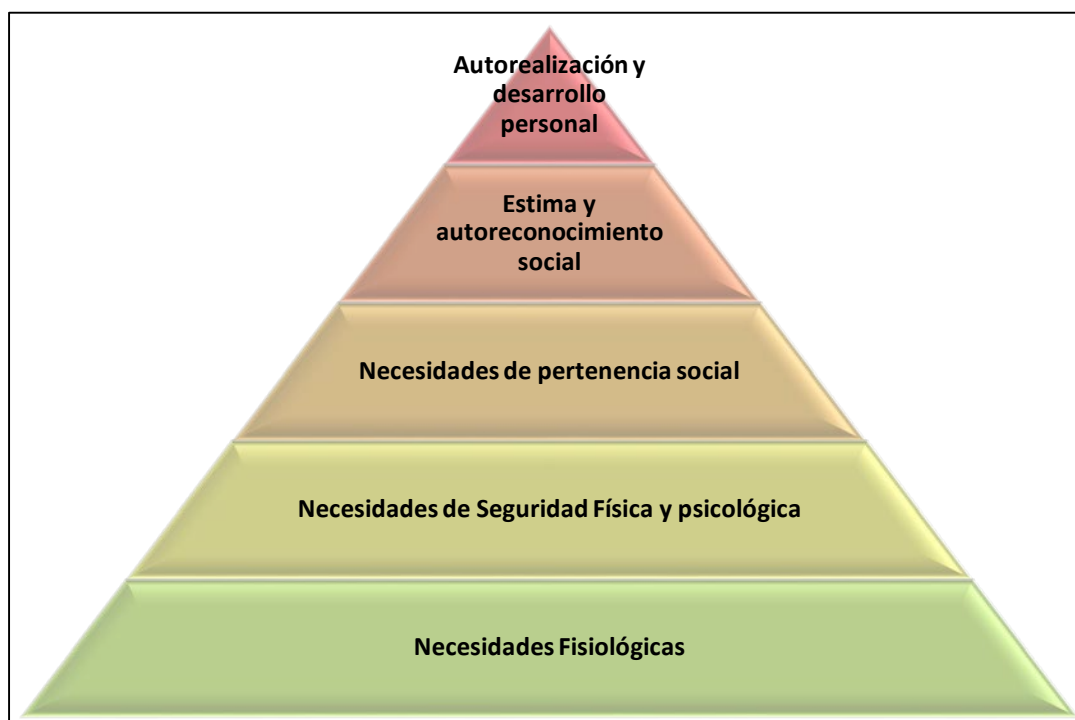 Autorealización y
desarrollo
personal
Estima y
autoreconocimiento
social
Necesidades de pertenencia social
Necesidades de Seguridad Física y psicológica
Necesidades Fisiológicas